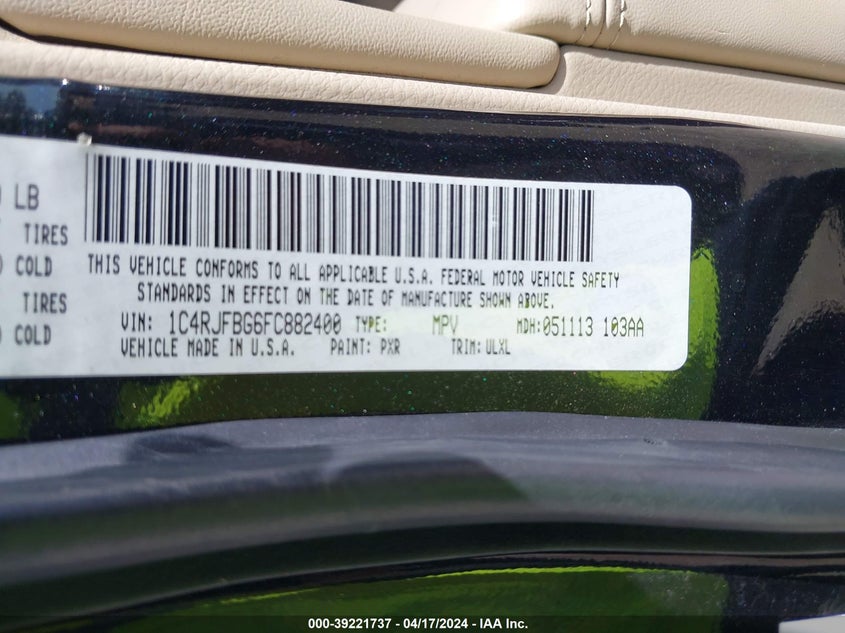 LB
TIRES
COLD
TIRES
COLD
THIS VEHICLE CONFORMS TO ALL APPLICABLE U.S.A. FEDERAL MOTOR VEHICLE SAFETY
STANDARDS IN EFFECT ON THE DATE OF MANUFACTURE SHOWN ABOVE.
VIN: 1C4RJFBG6FC882400 TYPE: MPV MDH:051113 103AA
VEHICLE MADE IN U.S.A. PAINT: PXR TRIM:ULXL
000-39221737 - 04/17/2024 - IAA Inc.